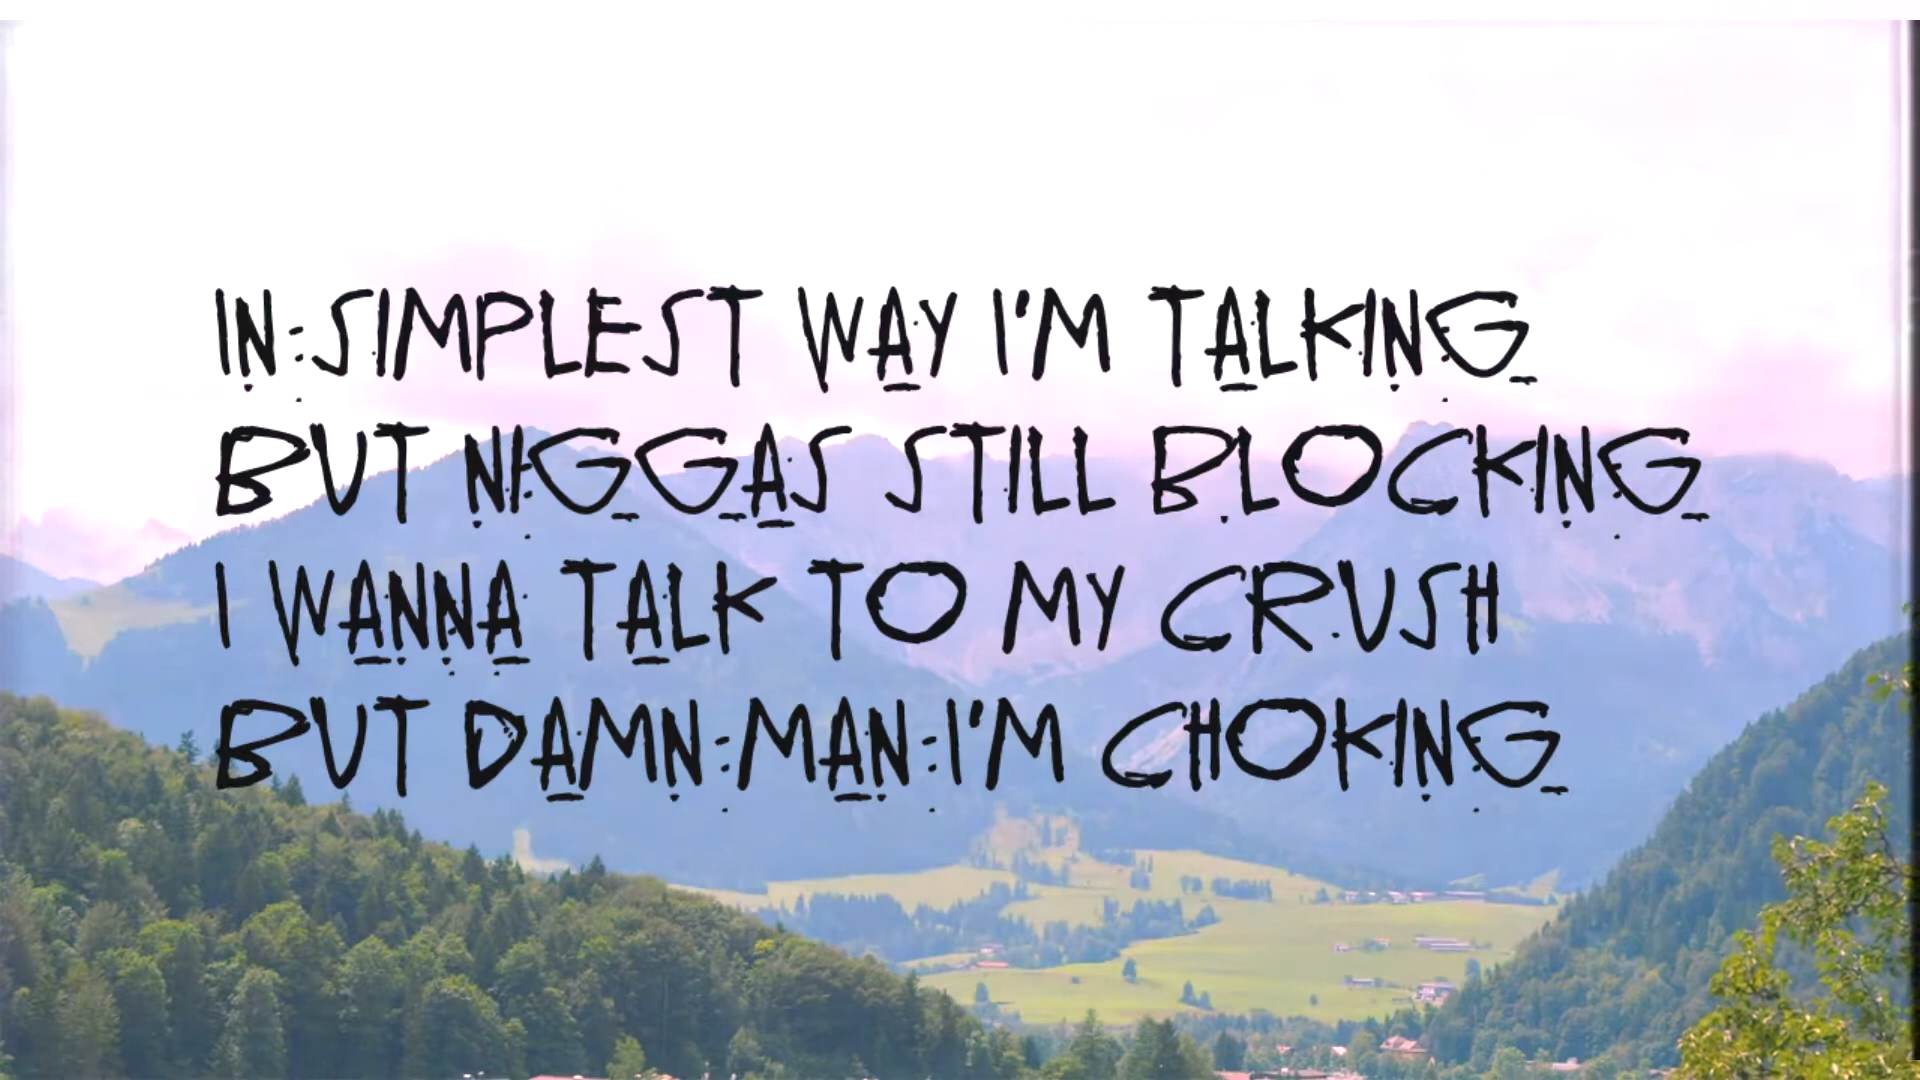 IN SIMPLEST WAY I'M TALKING
BUT NIGGAS STILL BLOCKING
I WANNA TALK TO MY CRUSH
BUT DAMN MAN I'M CHOKING